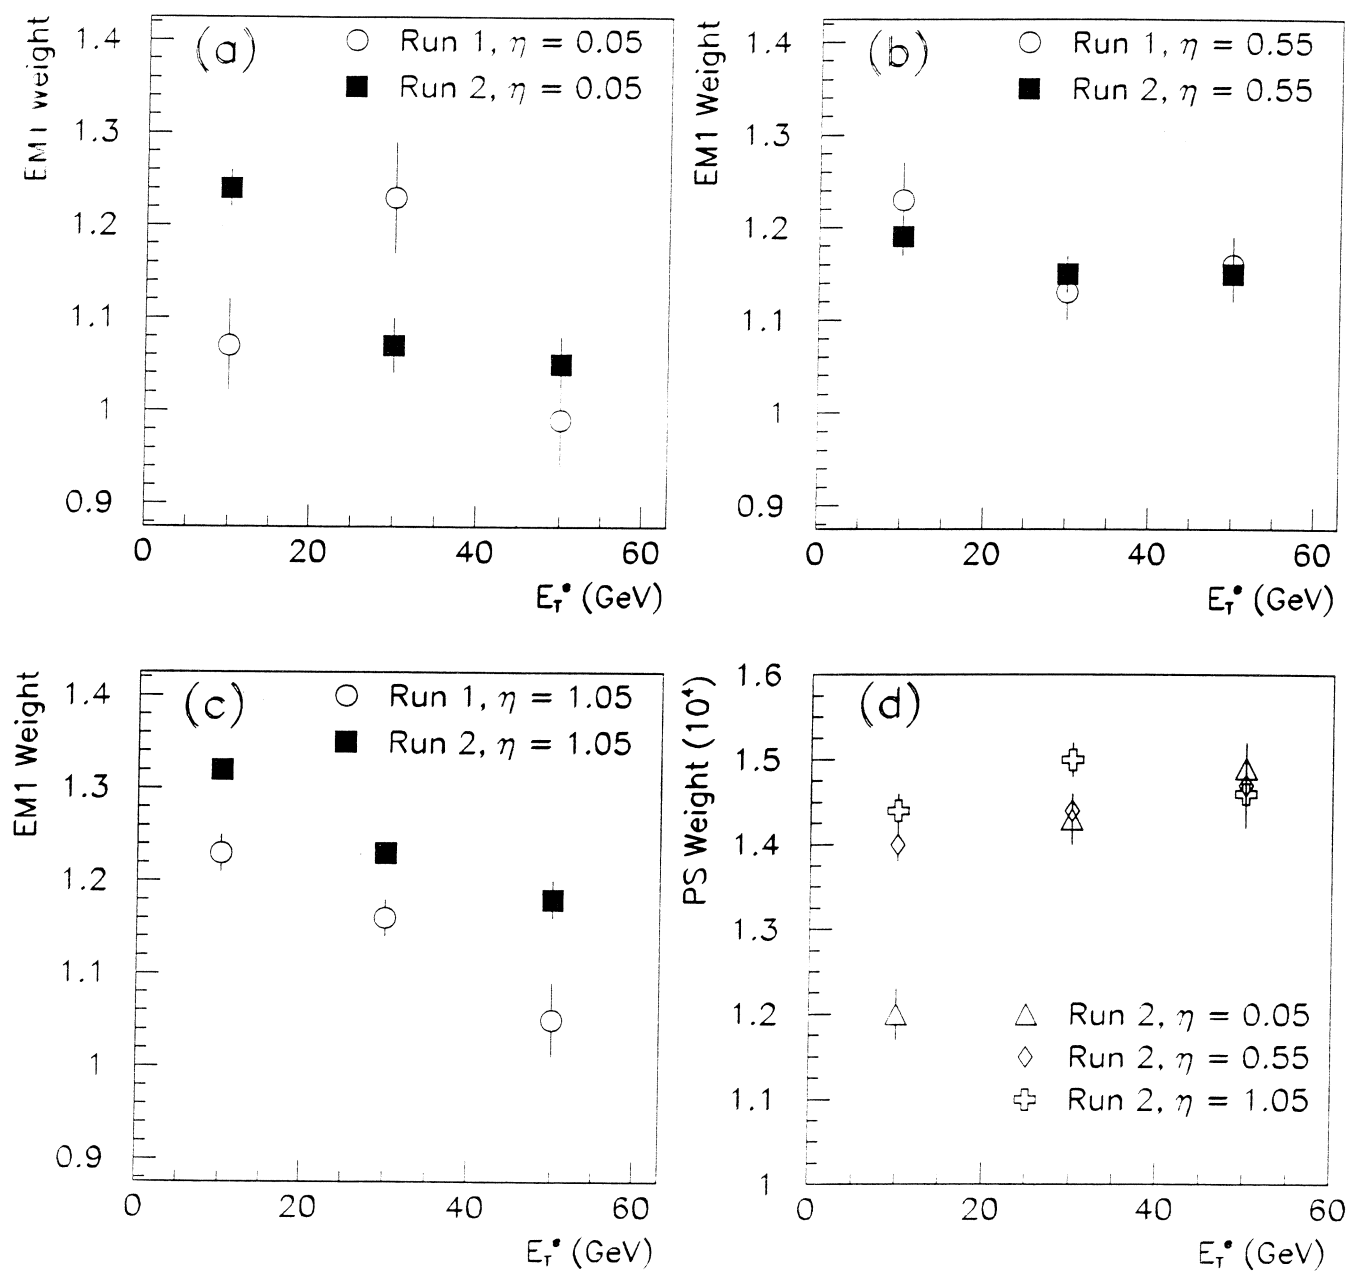 EM1 weight
(a)
Run 1, η = 0.05
Run 2, η = 0.05
1.4
1.3
1.2
1.1
1
0.9
0 20 40 60
E_T^e (GeV)
EM1 Weight
(b)
Run 1, η = 0.55
Run 2, η = 0.55
1.4
1.3
1.2
1.1
1
0.9
0 20 40 60
E_T^e (GeV)
EM1 Weight
(c)
Run 1, η = 1.05
Run 2, η = 1.05
1.4
1.3
1.2
1.1
1
0.9
0 20 40 60
E_T^e (GeV)
PS Weight (10⁴)
(d)
1.6
1.5
1.4
1.3
1.2
1.1
1
Run 2, η = 0.05
Run 2, η = 0.55
Run 2, η = 1.05
0 20 40 60
E_T^e (GeV)